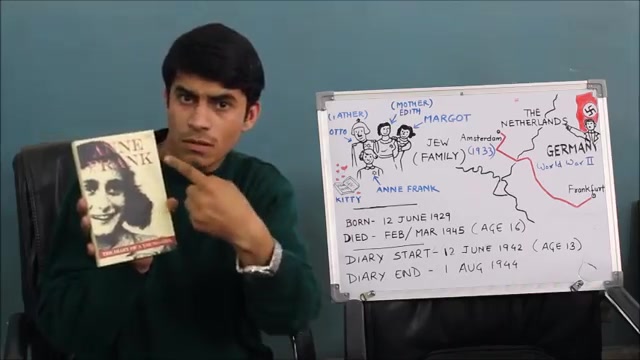 ANNE
FRANK
THE DIARY OF A YOUNG GIRL
(FATHER)
OTTO
(MOTHER)
EDITH
MARGOT
JEW
(FAMILY)
KITTY
ANNE FRANK
THE
NETHERLANDS
Amsterdam
(1933)
GERMANY
World War II
Frankfurt
BORN- 12 JUNE 1929
DIED - FEB/MAR 1945 (AGE 16)
DIARY START- 12 JUNE 1942 (AGE 13)
DIARY END - 1 AUG 1944